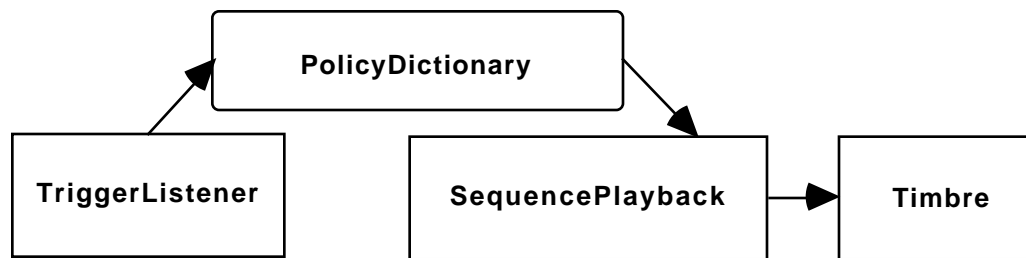 PolicyDictionary
TriggerListener
SequencePlayback
Timbre